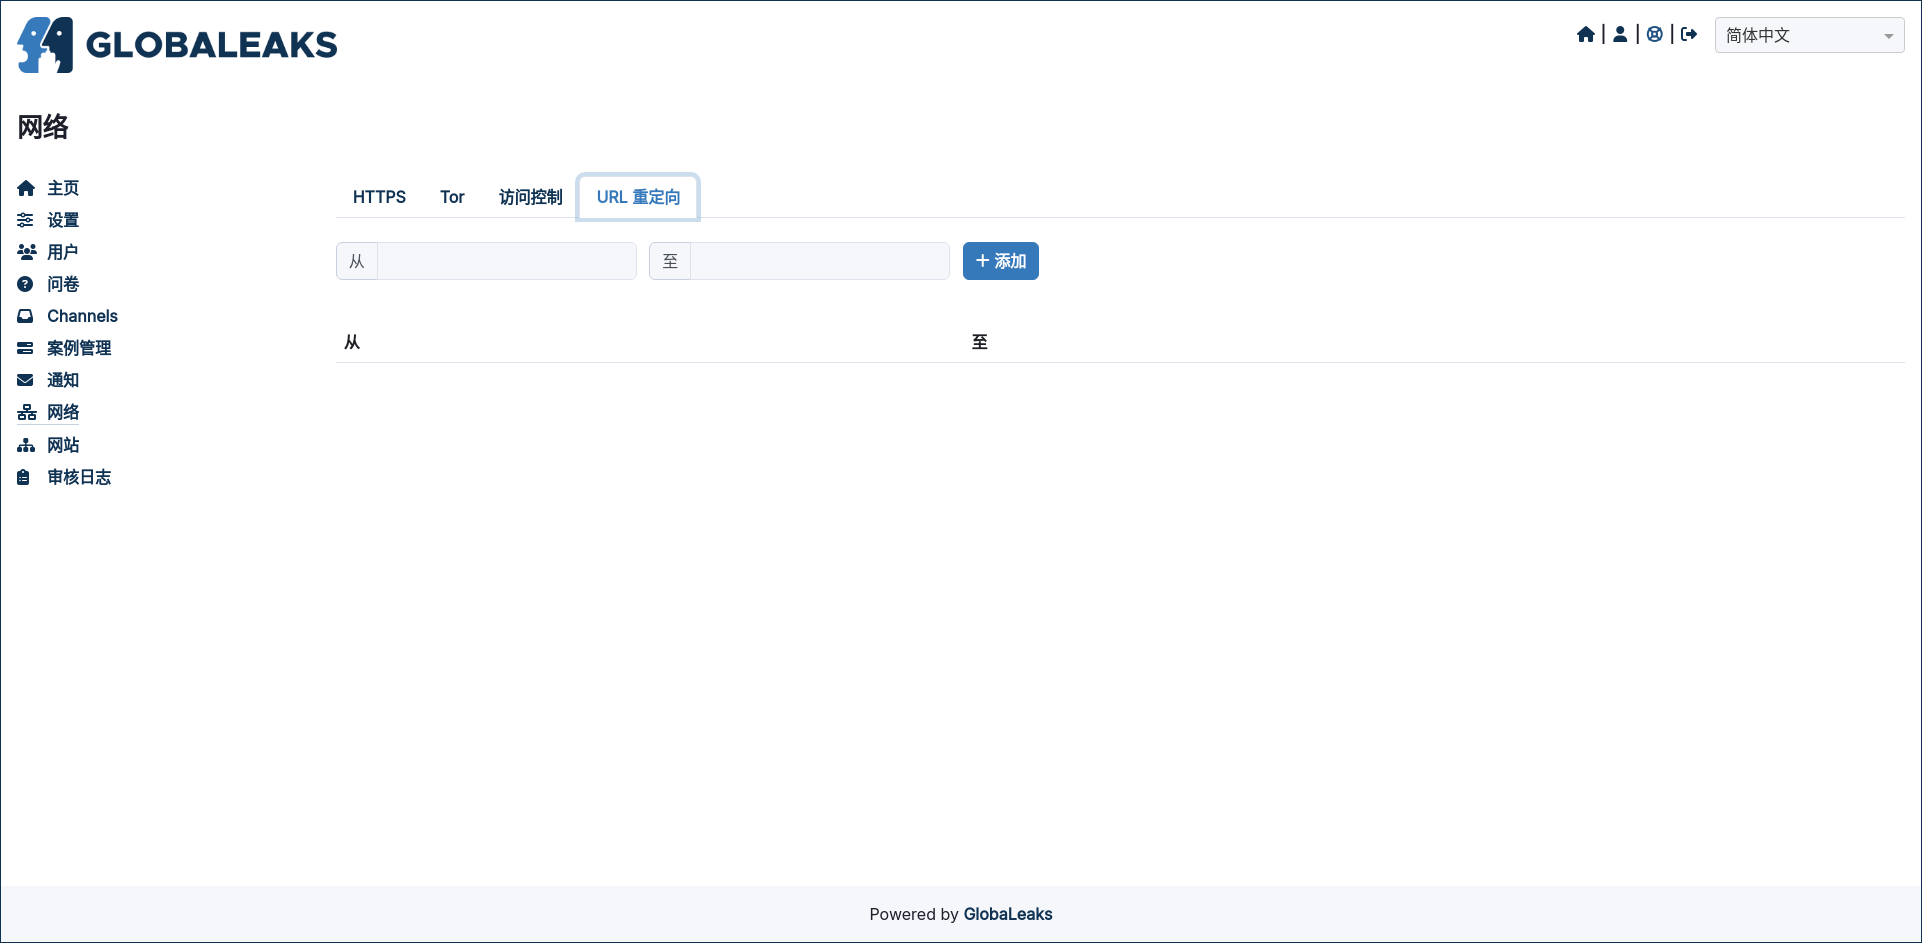 GLOBALEAKS
简体中文
网络
主页
设置
用户
问卷
Channels
案例管理
通知
网络
网站
审核日志
HTTPS Tor 访问控制 URL 重定向
从 至 添加
从 至
Powered by GlobaLeaks